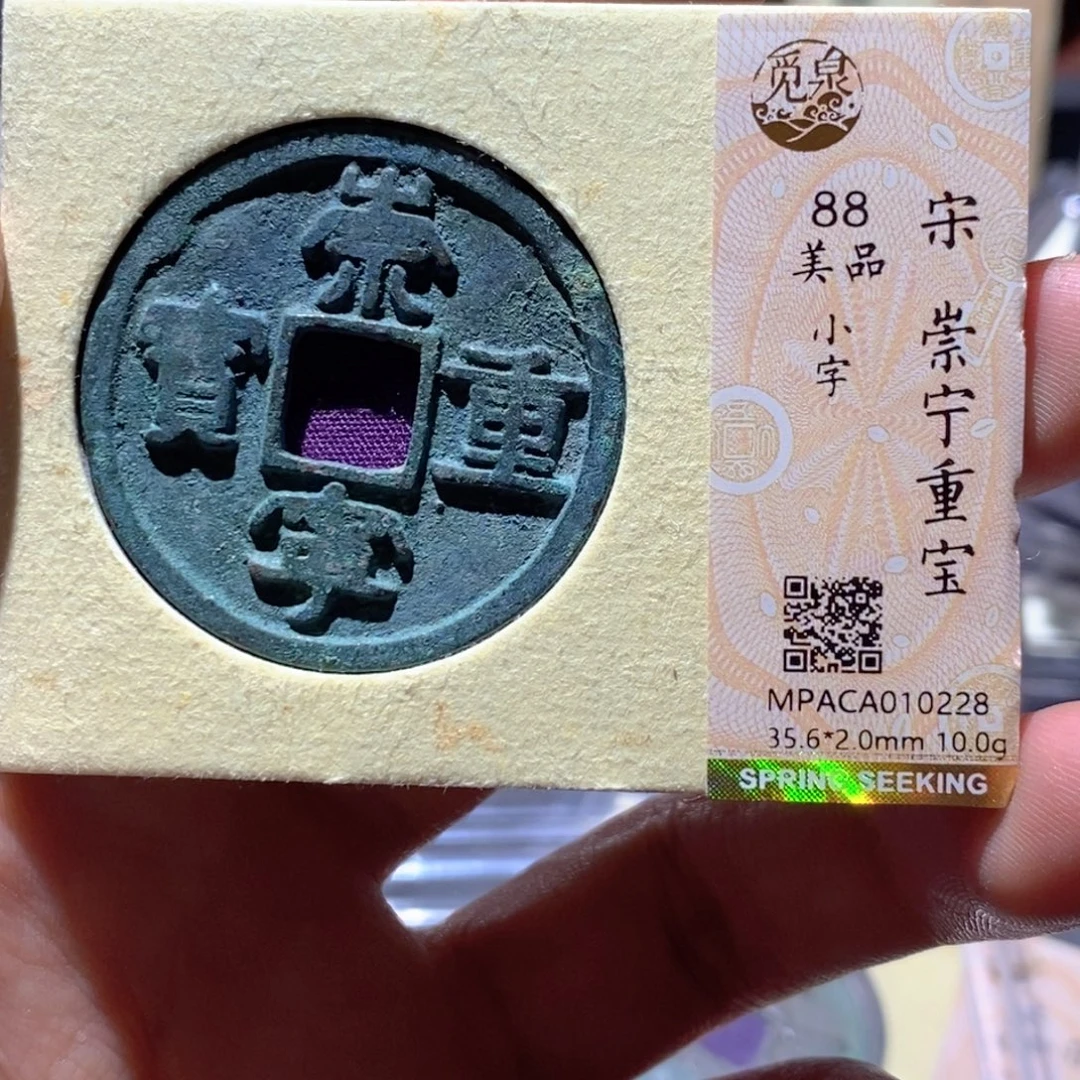 崇
重
寧
寶
覓泉
88
美品
小字
宋 崇宁重宝
MPACA010228
35.6*2.0mm 10.0g
SPRING SEEKING